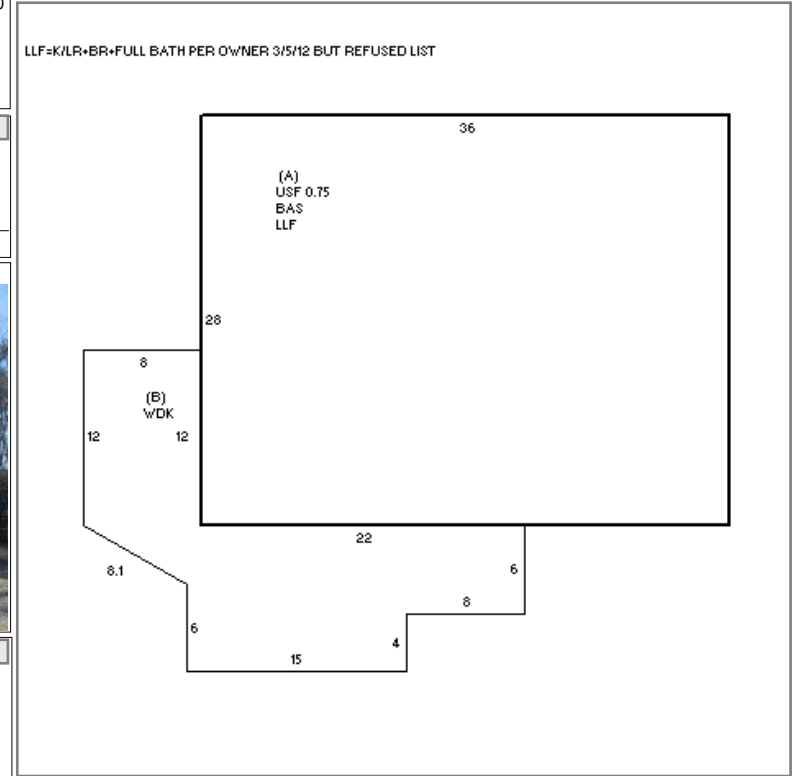 LLF=K/LR+BR+FULL BATH PER OWNER 3/5/12 BUT REFUSED LIST
36
(A)
USF 0.75
BAS
LLF
28
8
(B)
WDK
12 12
22
8.1
6
8
6
4
15